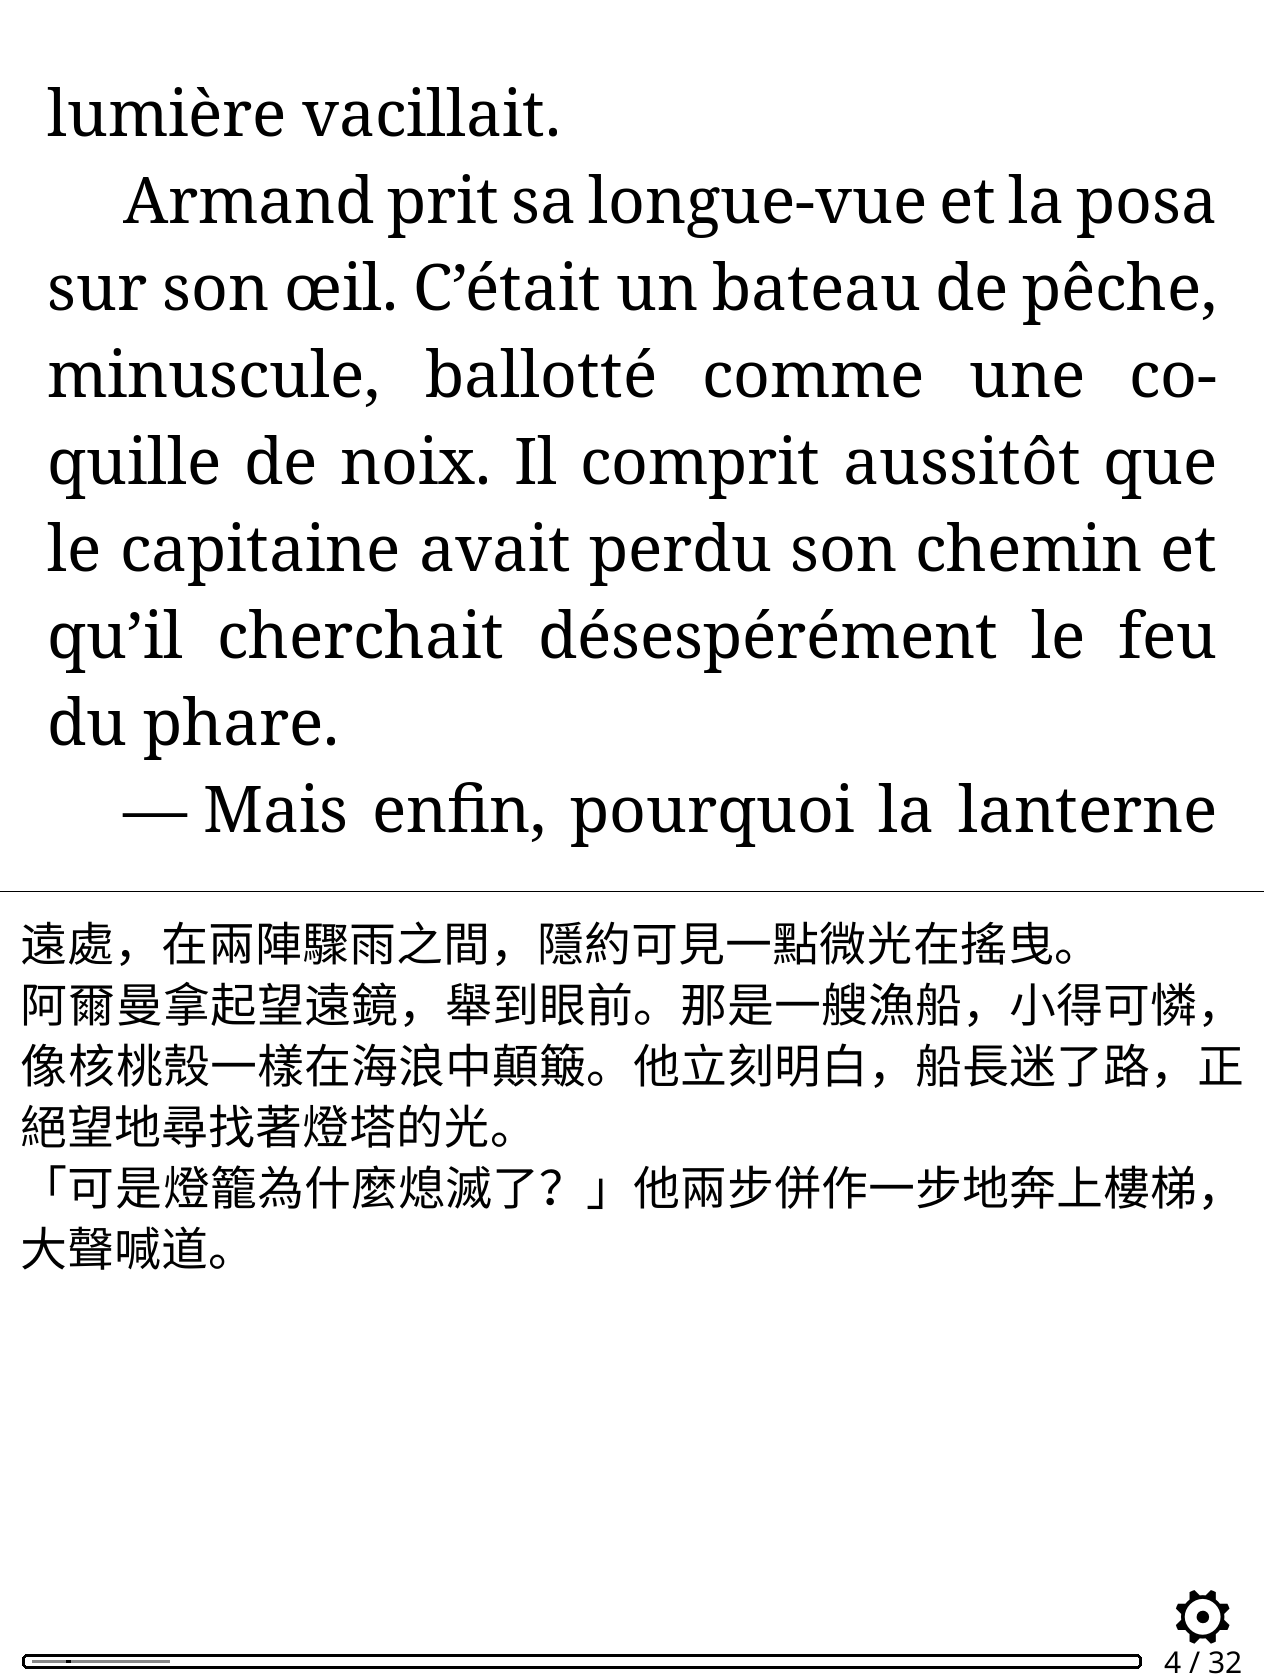 lumière vacillait.
Armand prit sa longue-vue et la posa
sur son œil. C’était un bateau de pêche,
minuscule, ballotté comme une co-
quille de noix. Il comprit aussitôt que
le capitaine avait perdu son chemin et
qu’il cherchait désespérément le feu
du phare.
— Mais enfin, pourquoi la lanterne
遠處，在兩陣驟雨之間，隱約可見一點微光在搖曳。
阿爾曼拿起望遠鏡，舉到眼前。那是一艘漁船，小得可憐，
像核桃殼一樣在海浪中顛簸。他立刻明白，船長迷了路，正
絕望地尋找著燈塔的光。
「可是燈籠為什麼熄滅了？」他兩步併作一步地奔上樓梯，
大聲喊道。
4 / 32